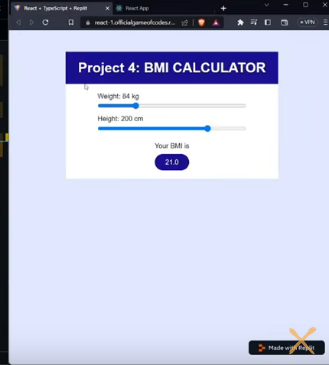 React + TypeScript + Replit
React App
react-1.officialgameofcodes.r...
VPN
Project 4: BMI CALCULATOR
Weight: 84 kg
Height: 200 cm
Your BMI is
21.0
Made with Replit